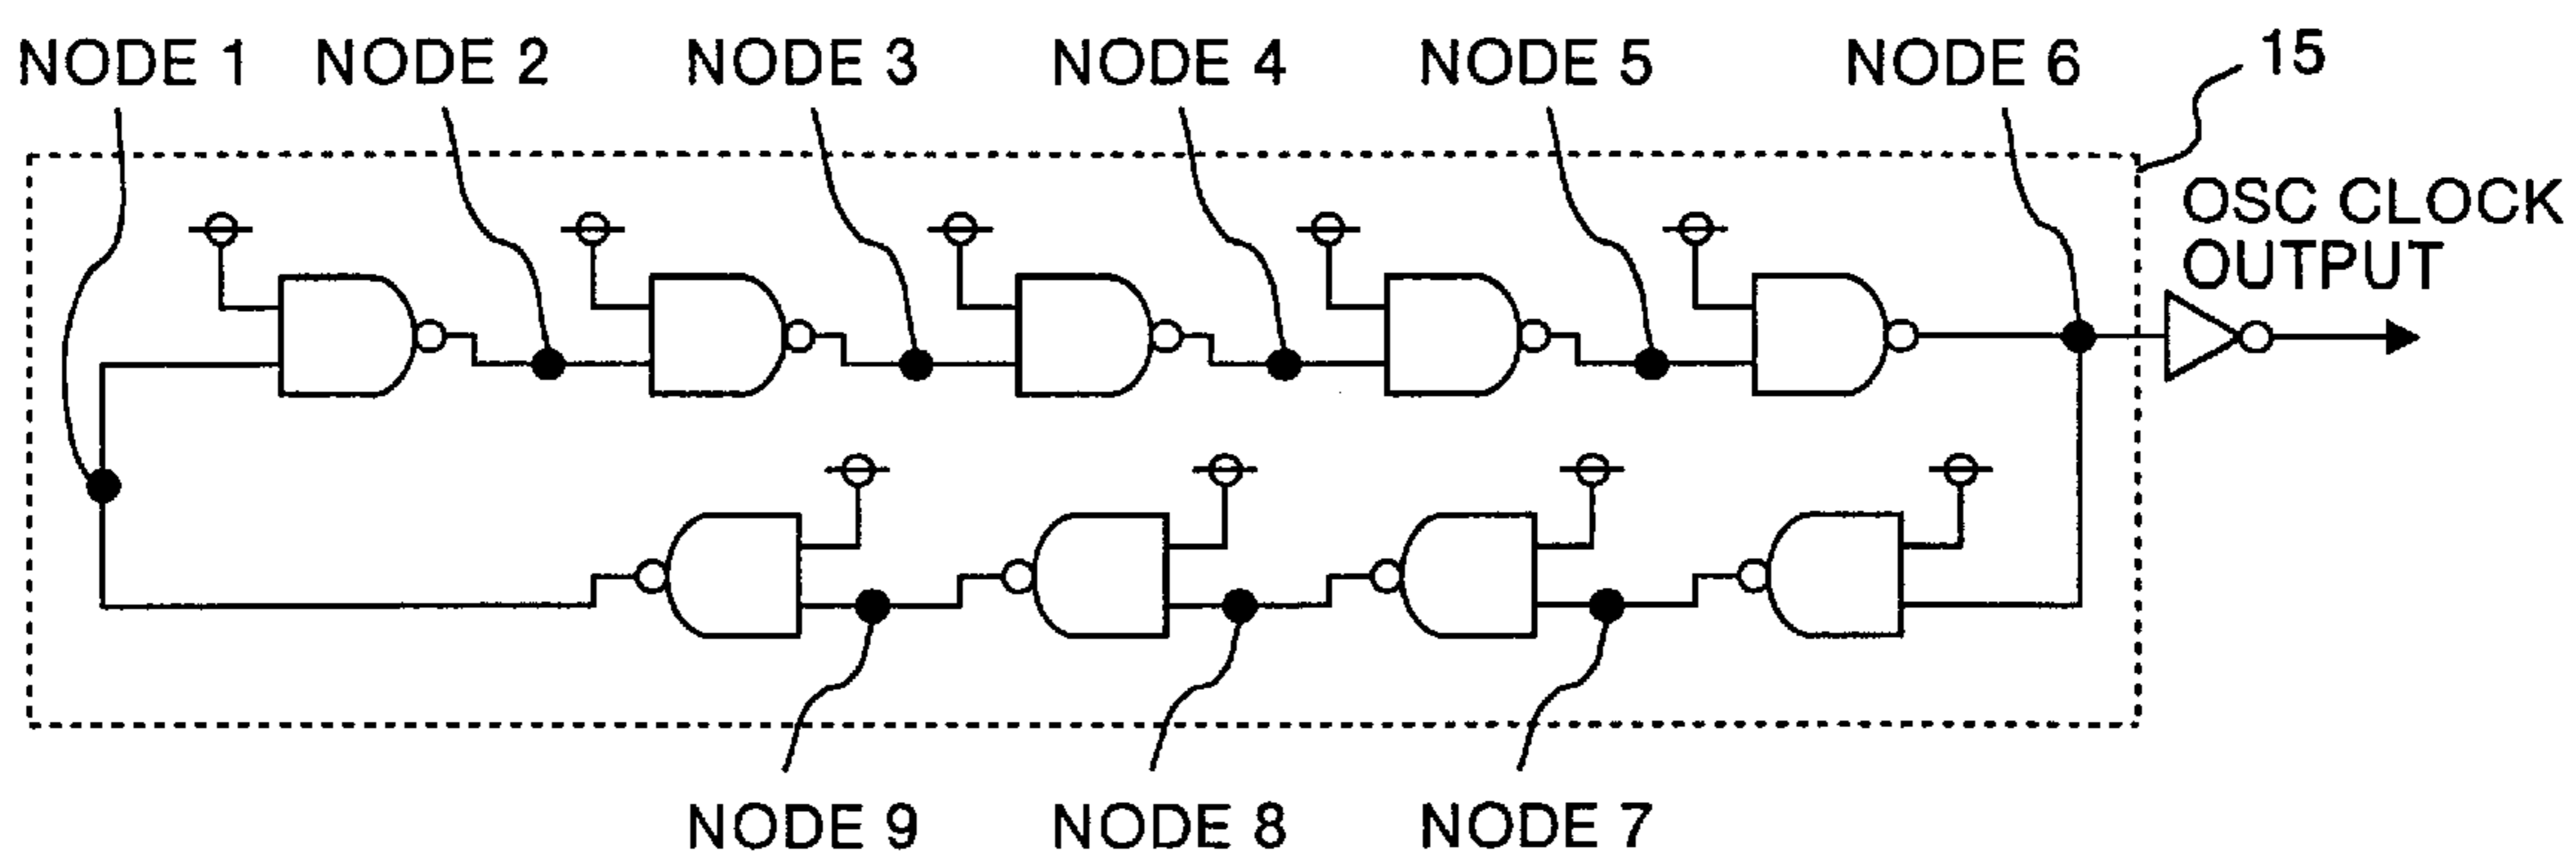 NODE 1
NODE 2
NODE 3
NODE 4
NODE 5
NODE 6
15
OSC CLOCK
OUTPUT
NODE 9
NODE 8
NODE 7